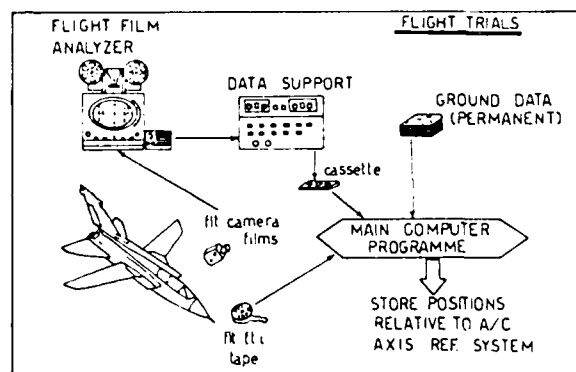 FLIGHT FILM
ANALYZER
FLIGHT TRIALS
DATA SUPPORT
GROUND DATA
(PERMANENT)
cassette
flt camera
films
MAIN COMPUTER
PROGRAMME
flt f t i
tape
STORE POSITIONS
RELATIVE TO A/C
AXIS REF. SYSTEM